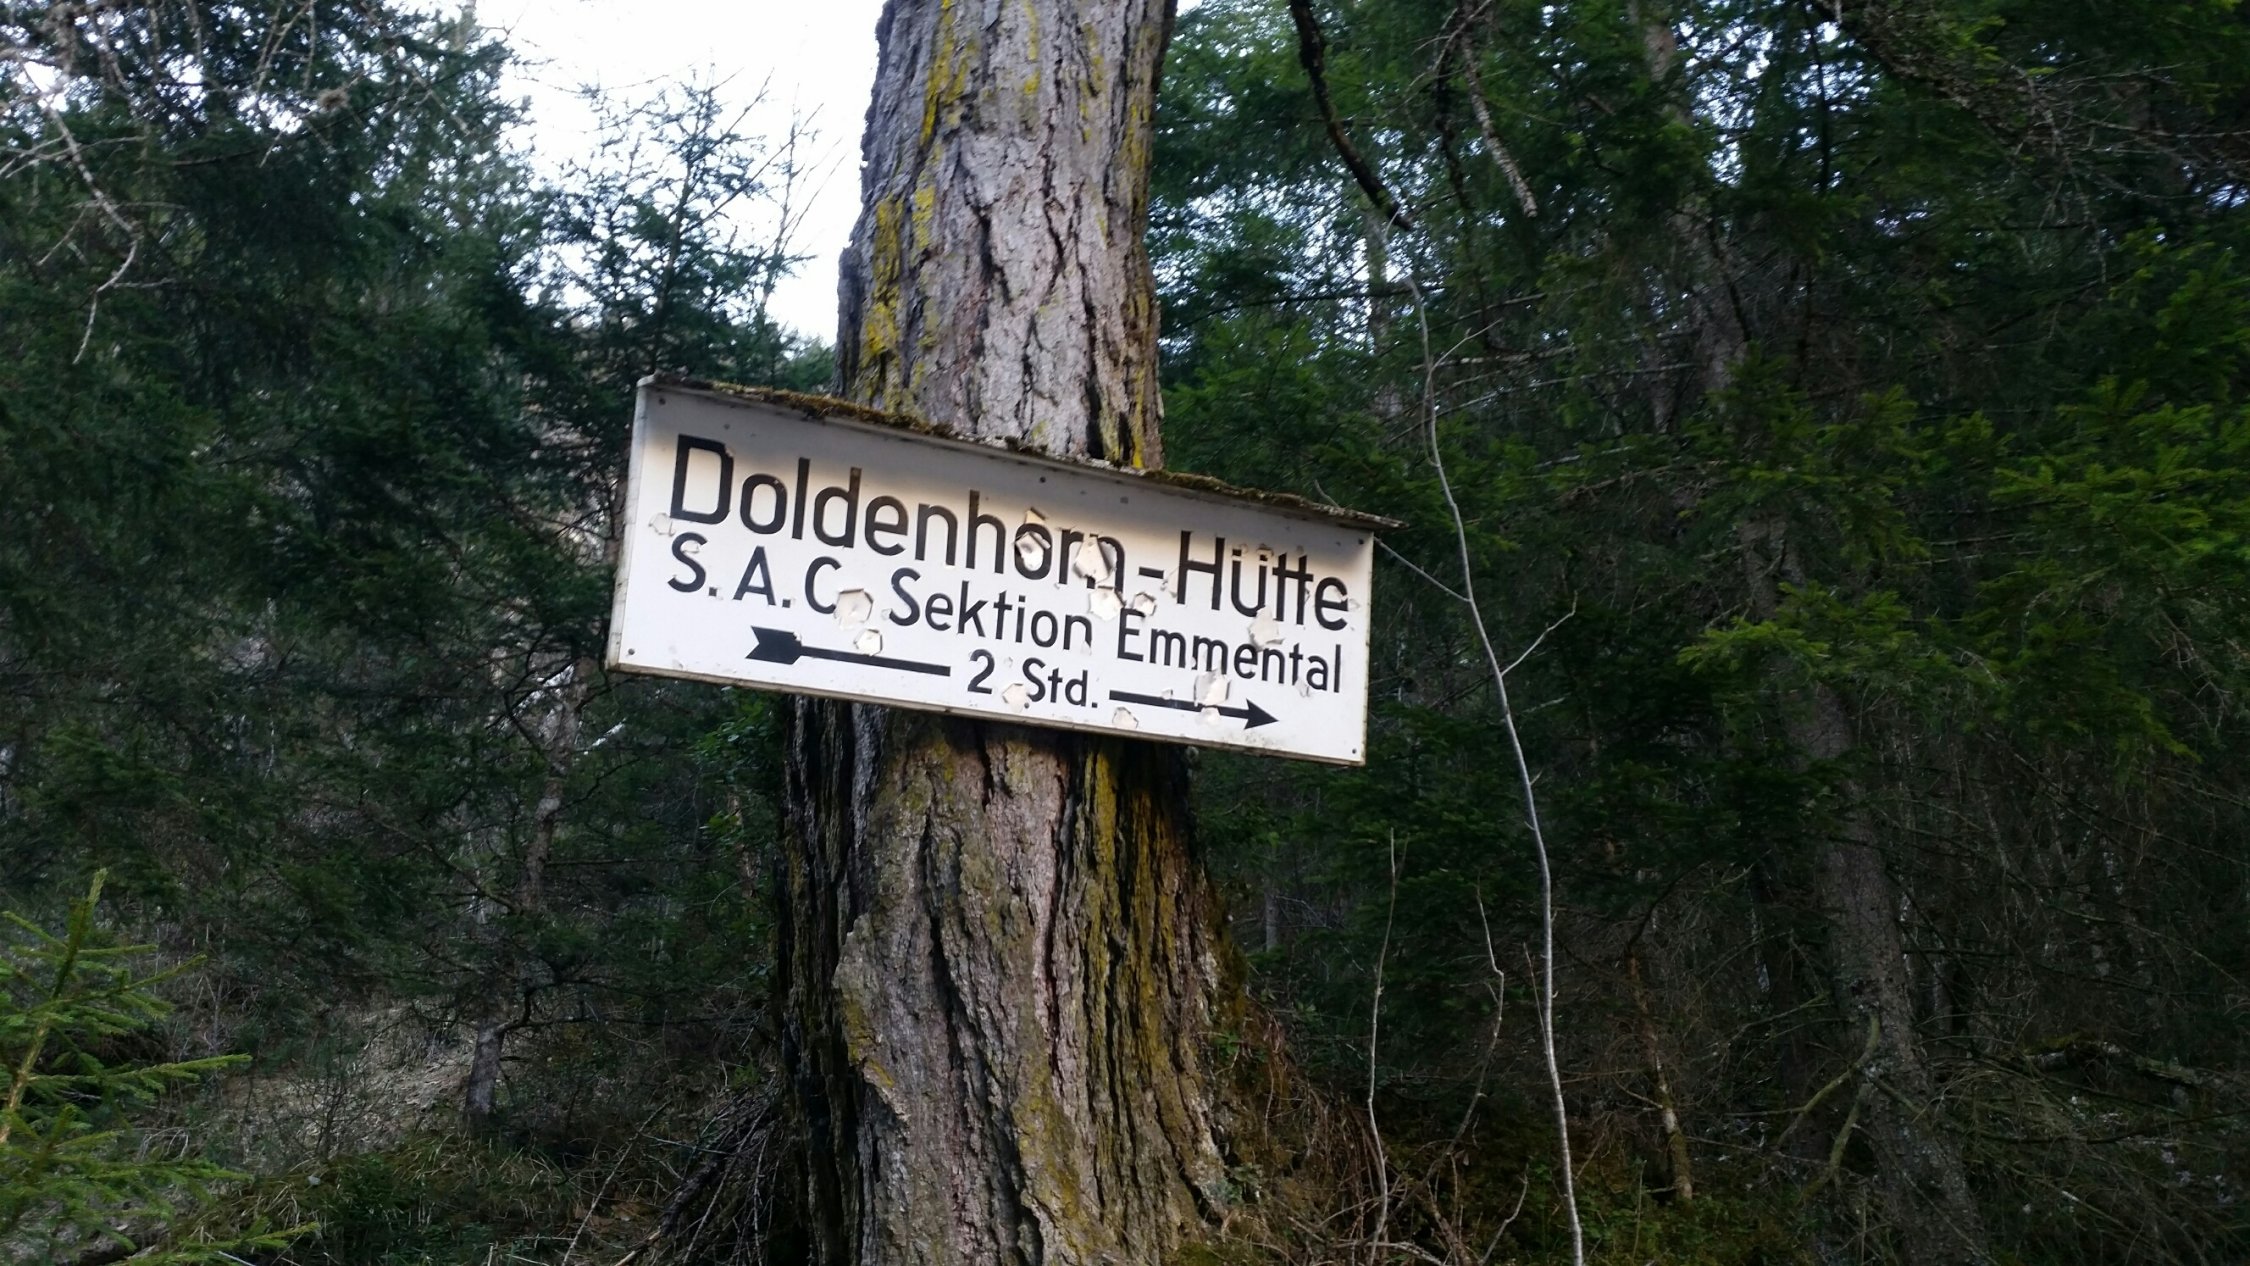 Doldenhorn-Hütte
S.A.C. Sektion Emmental
2 Std.